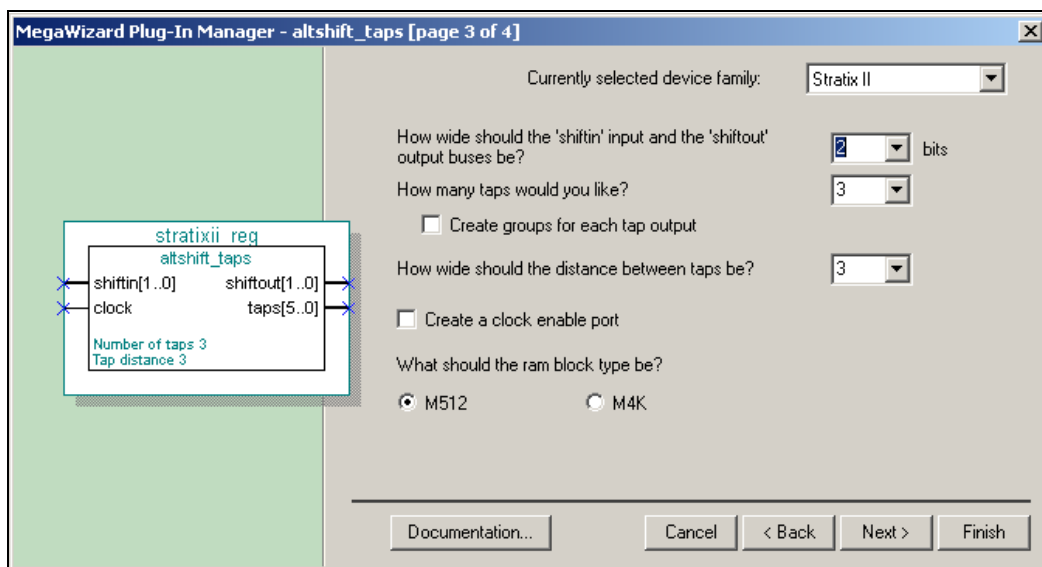 MegaWizard Plug-In Manager - altshift_taps [page 3 of 4]
Currently selected device family:
Stratix II
How wide should the 'shiftin' input and the 'shiftout'
output buses be?
2
bits
How many taps would you like?
3
Create groups for each tap output
How wide should the distance between taps be?
3
Create a clock enable port
What should the ram block type be?
M512
M4K
stratixii_reg
altshift_taps
shiftin[1..0]
shiftout[1..0]
clock
taps[5..0]
Number of taps 3
Tap distance 3
Documentation...
Cancel
< Back
Next >
Finish